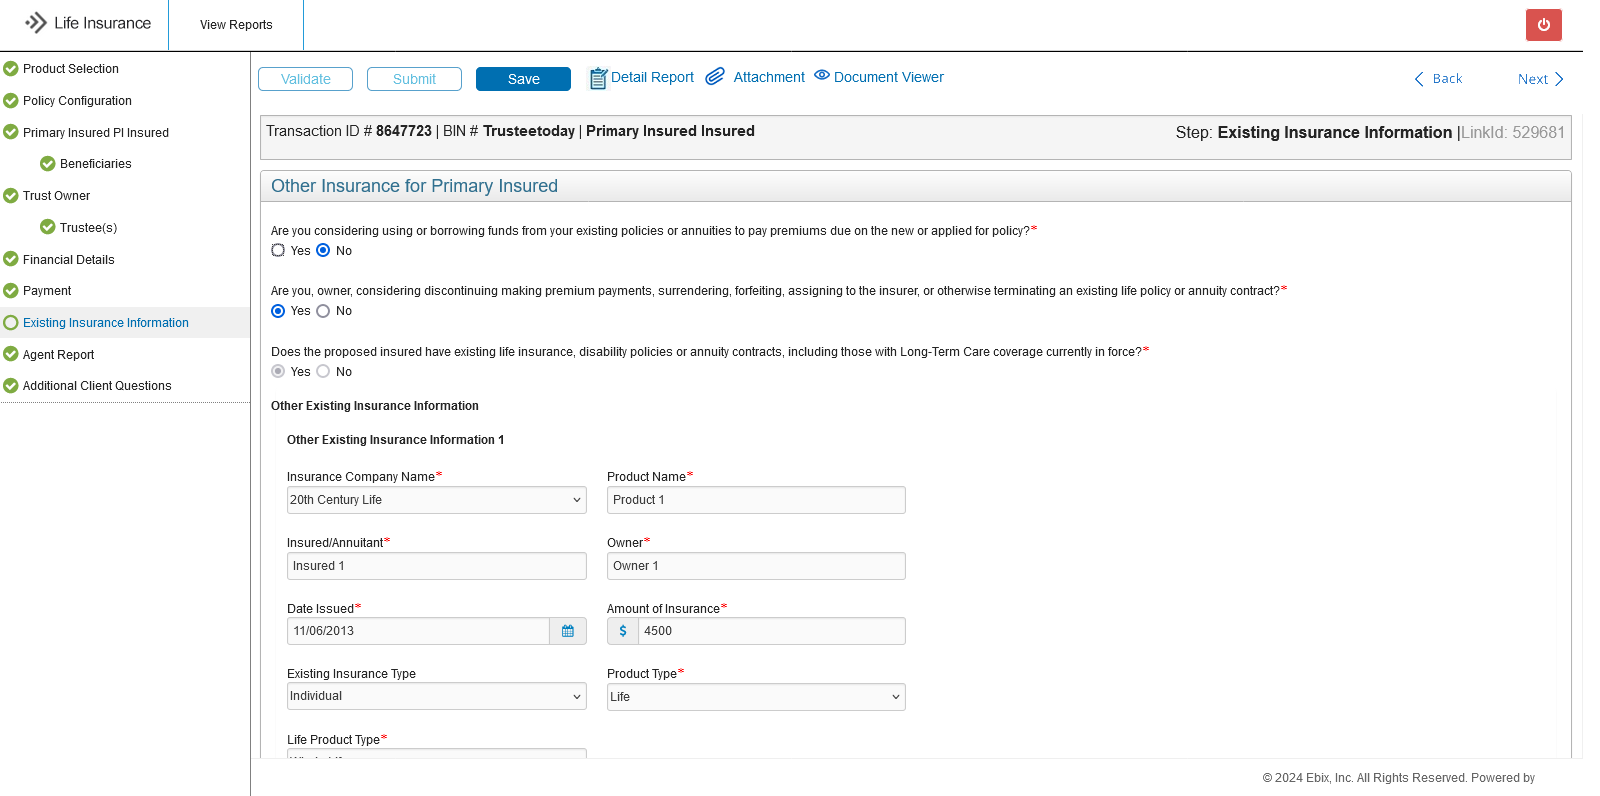 Life Insurance
View Reports
Product Selection
Policy Configuration
Primary Insured PI Insured
Beneficiaries
Trust Owner
Trustee(s)
Financial Details
Payment
Existing Insurance Information
Agent Report
Additional Client Questions
Validate
Submit
Save
Detail Report
Attachment
Document Viewer
Back
Next
Transaction ID # 8647723 | BIN # Trusteetoday | Primary Insured Insured
Step: Existing Insurance Information |LinkId: 529681
Other Insurance for Primary Insured
Are you considering using or borrowing funds from your existing policies or annuities to pay premiums due on the new or applied for policy?*
Yes No
Are you, owner, considering discontinuing making premium payments, surrendering, forfeiting, assigning to the insurer, or otherwise terminating an existing life policy or annuity contract?*
Yes No
Does the proposed insured have existing life insurance, disability policies or annuity contracts, including those with Long-Term Care coverage currently in force?*
Yes No
Other Existing Insurance Information
Other Existing Insurance Information 1
Insurance Company Name*
20th Century Life
Product Name*
Product 1
Insured/Annuitant*
Insured 1
Owner*
Owner 1
Date Issued*
11/06/2013
Amount of Insurance*
$ 4500
Existing Insurance Type
Individual
Product Type*
Life
Life Product Type*
© 2024 Ebix, Inc. All Rights Reserved. Powered by